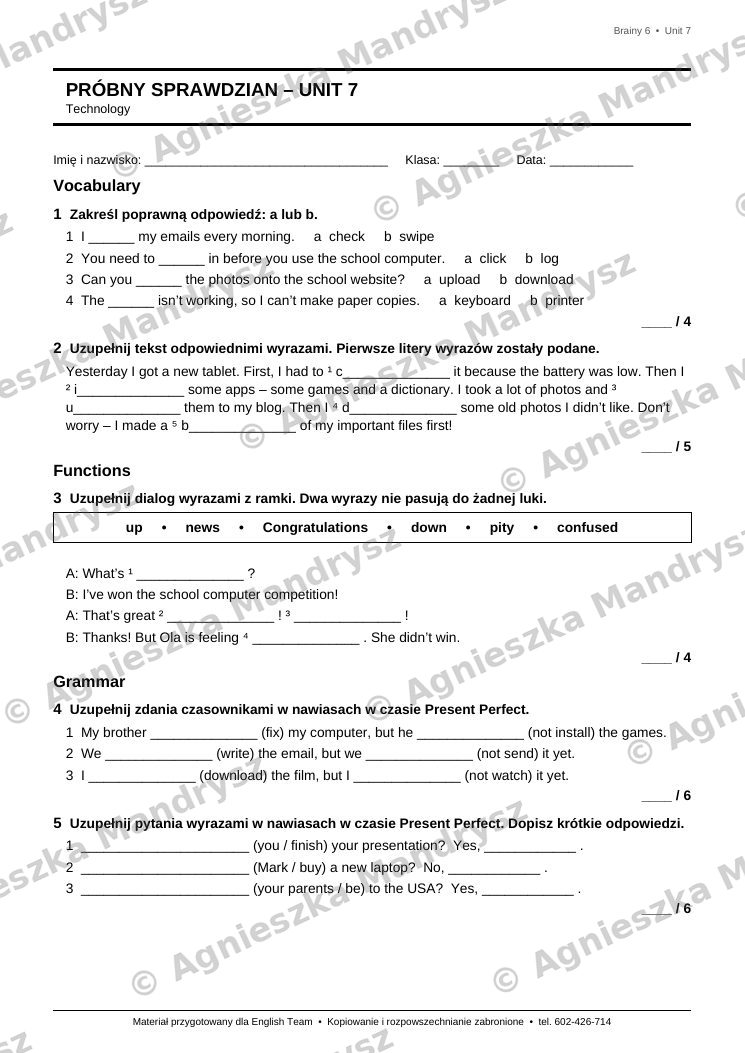 Brainy 6 • Unit 7
PRÓBNY SPRAWDZIAN – UNIT 7
Technology
Imię i nazwisko: ___________________________________ Klasa: ________ Data: ____________
Vocabulary
1 Zakreśl poprawną odpowiedź: a lub b.
1 I ______ my emails every morning. a check b swipe
2 You need to ______ in before you use the school computer. a click b log
3 Can you ______ the photos onto the school website? a upload b download
4 The ______ isn’t working, so I can’t make paper copies. a keyboard b printer
____ / 4
2 Uzupełnij tekst odpowiednimi wyrazami. Pierwsze litery wyrazów zostały podane.
Yesterday I got a new tablet. First, I had to ¹ c______________ it because the battery was low. Then I
² i______________ some apps – some games and a dictionary. I took a lot of photos and ³
u______________ them to my blog. Then I ⁴ d______________ some old photos I didn’t like. Don’t
worry – I made a ⁵ b______________ of my important files first!
____ / 5
Functions
3 Uzupełnij dialog wyrazami z ramki. Dwa wyrazy nie pasują do żadnej luki.
up • news • Congratulations • down • pity • confused
A: What’s ¹ ______________ ?
B: I’ve won the school computer competition!
A: That’s great ² ______________ ! ³ ______________ !
B: Thanks! But Ola is feeling ⁴ ______________ . She didn’t win.
____ / 4
Grammar
4 Uzupełnij zdania czasownikami w nawiasach w czasie Present Perfect.
1 My brother ______________ (fix) my computer, but he ______________ (not install) the games.
2 We ______________ (write) the email, but we ______________ (not send) it yet.
3 I ______________ (download) the film, but I ______________ (not watch) it yet.
____ / 6
5 Uzupełnij pytania wyrazami w nawiasach w czasie Present Perfect. Dopisz krótkie odpowiedzi.
1 ______________________ (you / finish) your presentation? Yes, ____________ .
2 ______________________ (Mark / buy) a new laptop? No, ____________ .
3 ______________________ (your parents / be) to the USA? Yes, ____________ .
____ / 6
Materiał przygotowany dla English Team • Kopiowanie i rozpowszechnianie zabronione • tel. 602-426-714
© Agnieszka Mandrysz